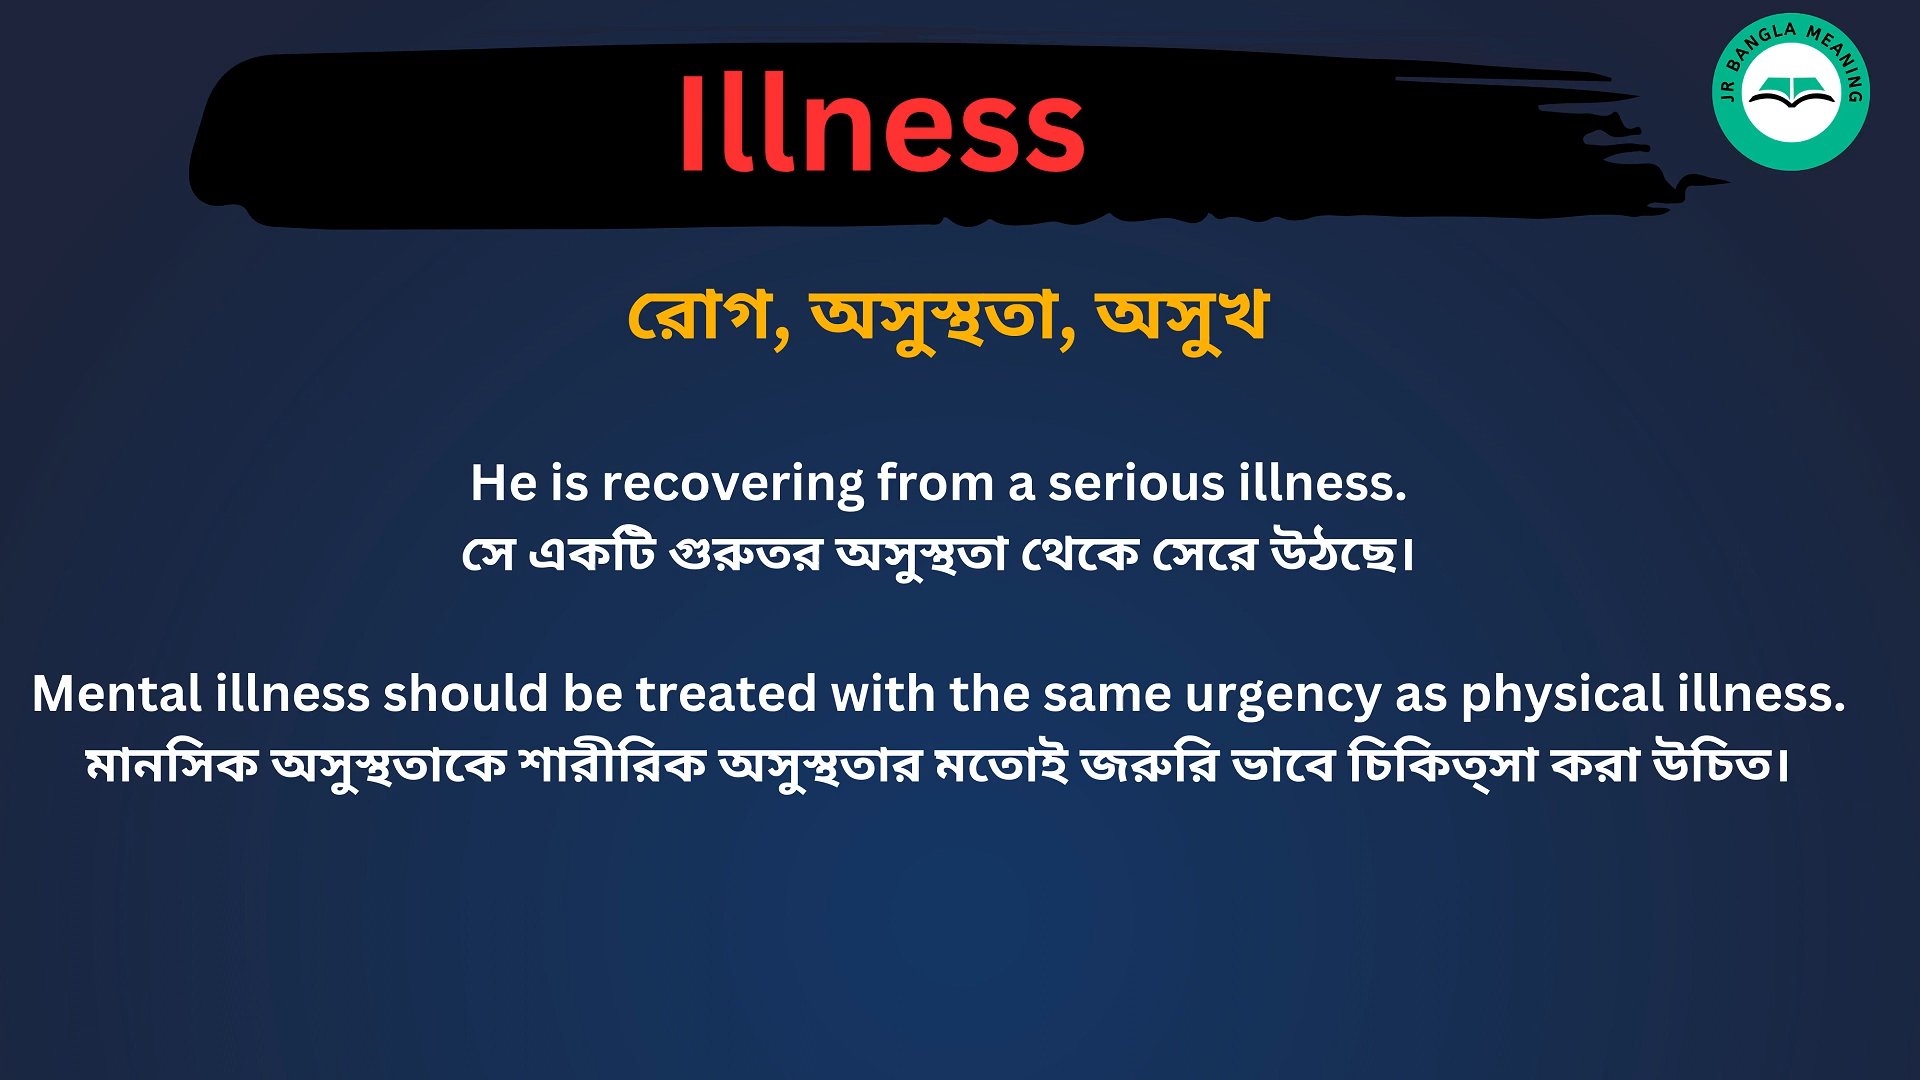 Illness
JR BANGLA MEANING
রোগ, অসুস্থতা, অসুখ
He is recovering from a serious illness.
সে একটি গুরুতর অসুস্থতা থেকে সেরে উঠছে।
Mental illness should be treated with the same urgency as physical illness.
মানসিক অসুস্থতাকে শারীরিক অসুস্থতার মতোই জরুরি ভাবে চিকিত্সা করা উচিত।